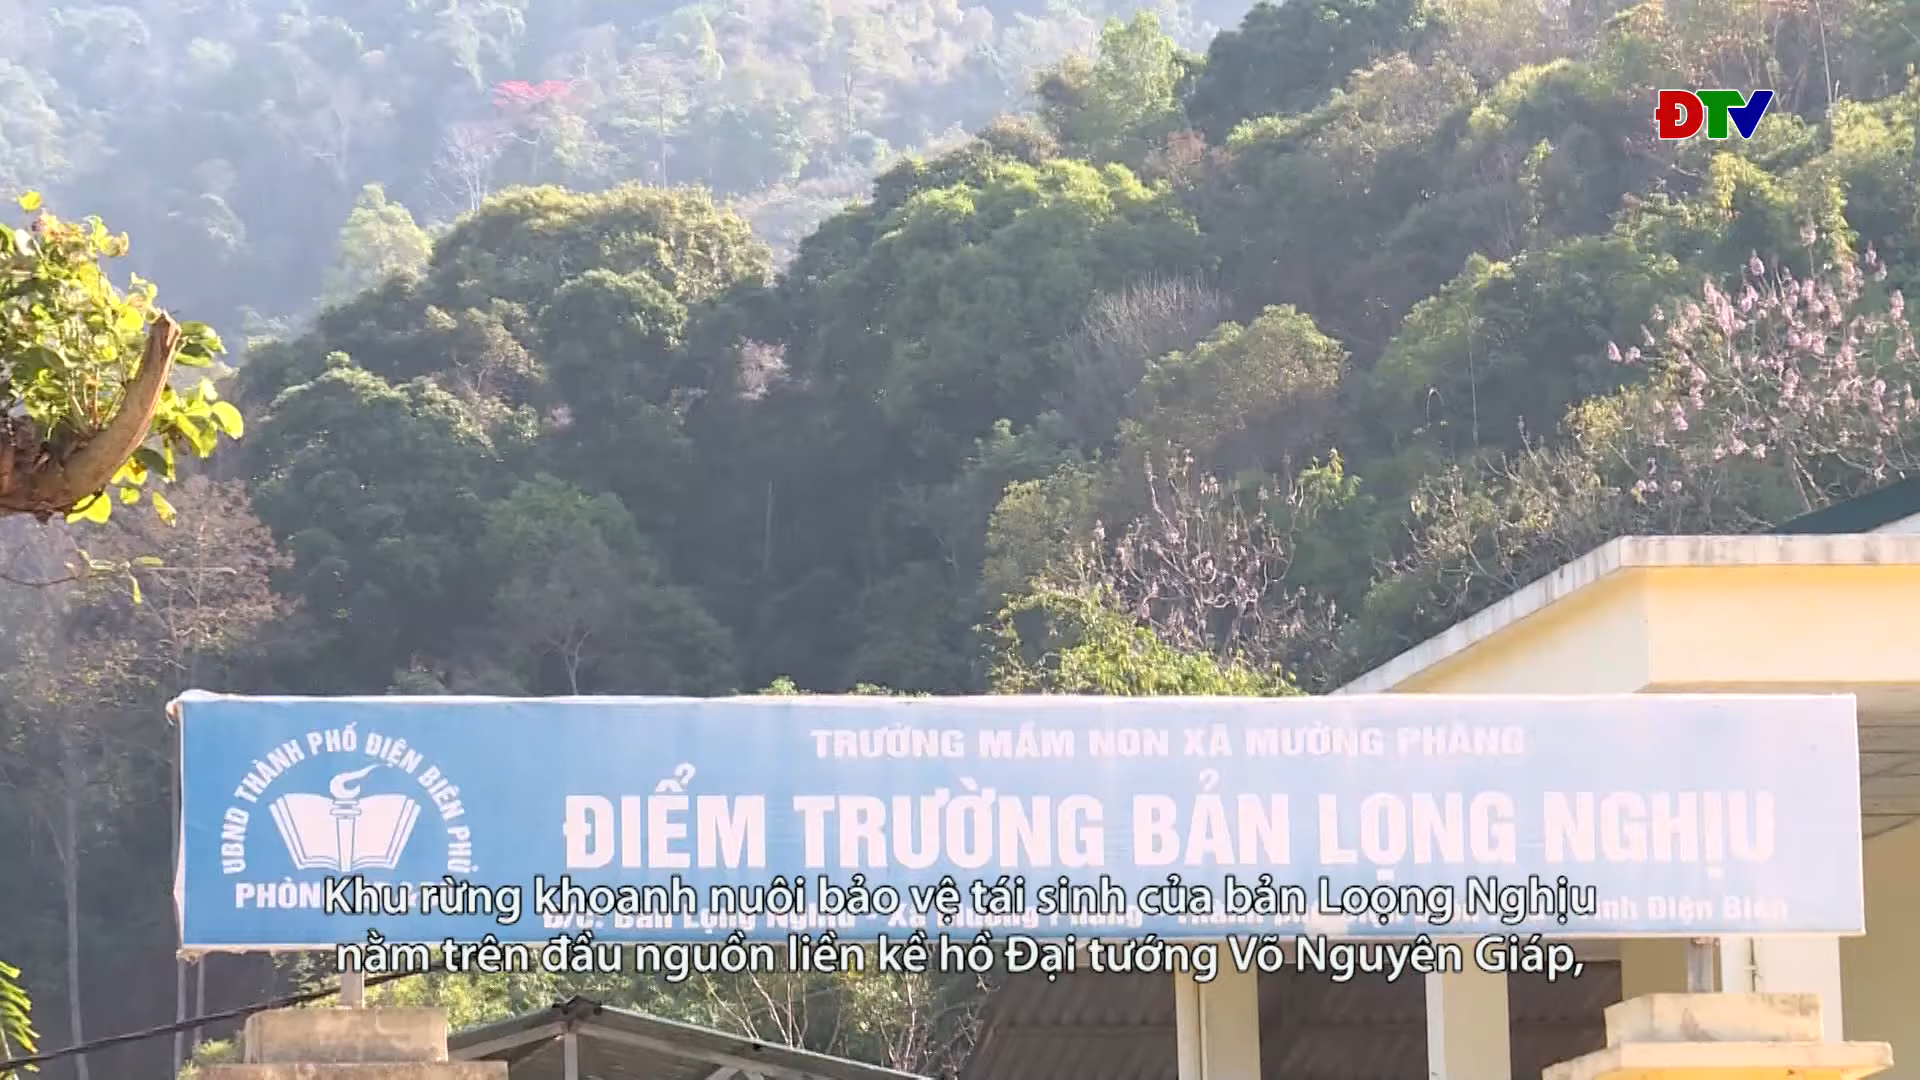 ĐTV
TRƯỜNG MẦM NON XÃ MƯỜNG PHĂNG
UBND THÀNH PHỐ ĐIỆN BIÊN PHỦ
ĐIỂM TRƯỜNG BẢN LỌNG NGHỊU
PHÒN
Khu rừng khoanh nuôi bảo vệ tái sinh của bản Loọng Nghịu
nằm trên đầu nguồn liền kề hồ Đại tướng Võ Nguyên Giáp,